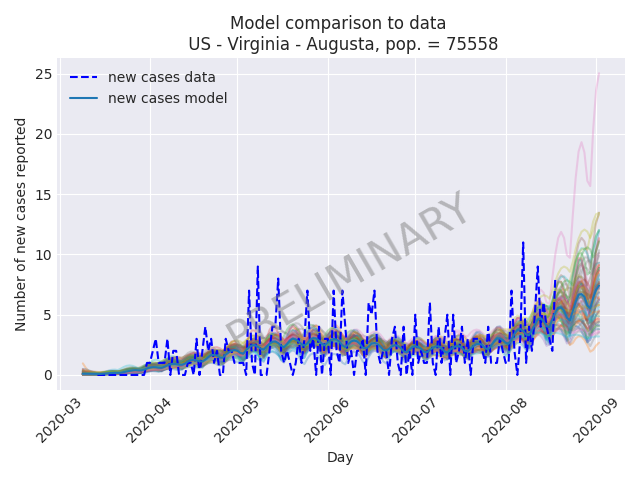 Model comparison to data
US - Virginia - Augusta, pop. = 75558
25
20
15
10
5
0
Number of new cases reported
new cases data
new cases model
PRELIMINARY
2020-03
2020-04
2020-05
2020-06
2020-07
2020-08
2020-09
Day